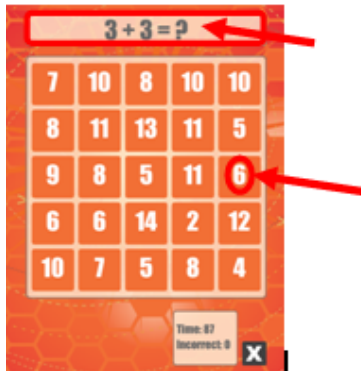 3 + 3 = ?
7 10 8 10 10
8 11 13 11 5
9 8 5 11 6
6 6 14 2 12
10 7 5 8 4
Time: 87
Incorrect: 0
X